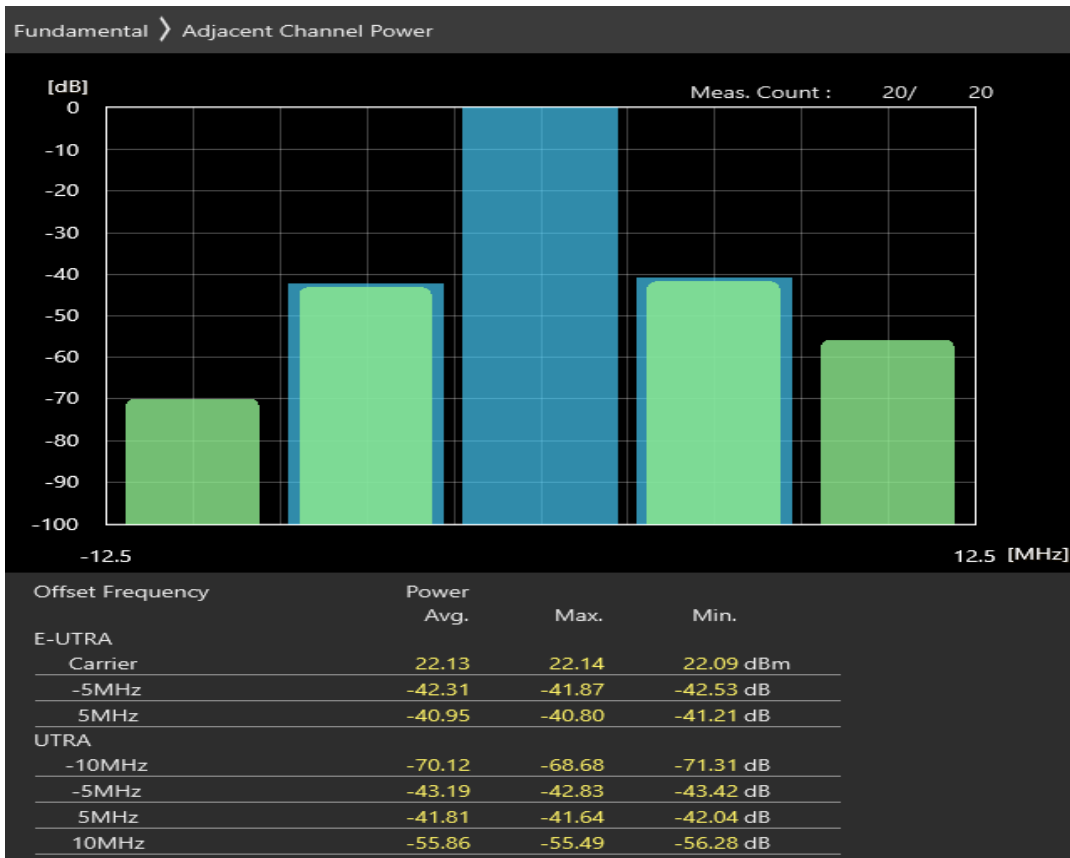 Fundamental 〉 Adjacent Channel Power
[dB]
Meas. Count : 20/ 20
0
-10
-20
-30
-40
-50
-60
-70
-80
-90
-100
-12.5 12.5 [MHz]
Offset Frequency Power
Avg. Max. Min.
E-UTRA
Carrier 22.13 22.14 22.09 dBm
-5MHz -42.31 -41.87 -42.53 dB
5MHz -40.95 -40.80 -41.21 dB
UTRA
-10MHz -70.12 -68.68 -71.31 dB
-5MHz -43.19 -42.83 -43.42 dB
5MHz -41.81 -41.64 -42.04 dB
10MHz -55.86 -55.49 -56.28 dB